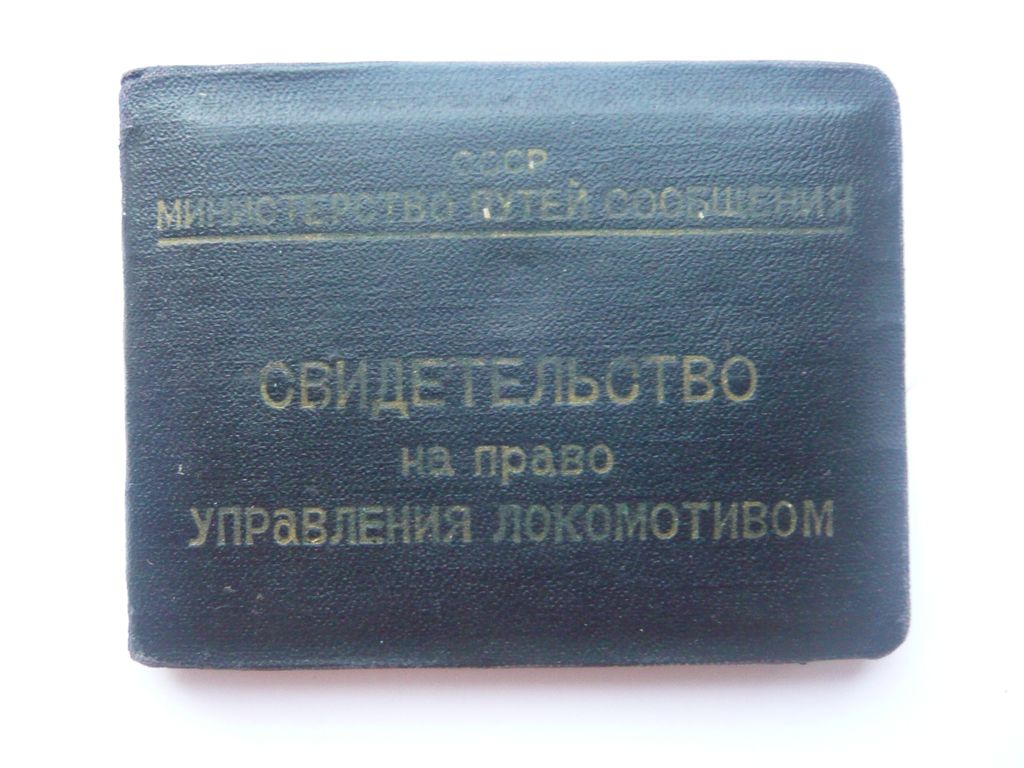 СССР
МИНИСТЕРСТВО ПУТЕЙ СООБЩЕНИЯ
СВИДЕТЕЛЬСТВО
на право
УПРАВЛЕНИЯ ЛОКОМОТИВОМ